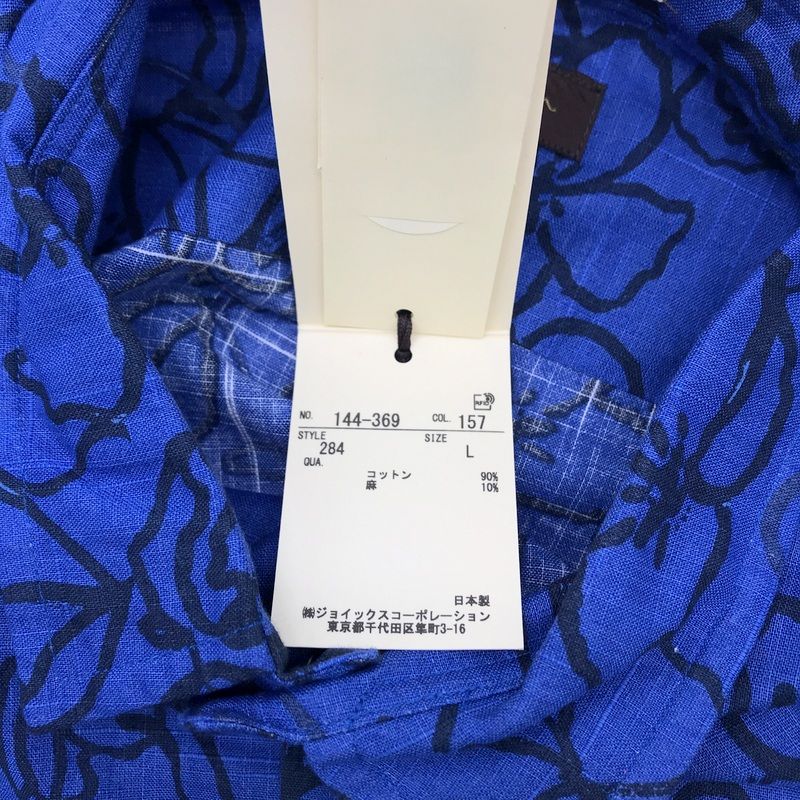 RFID
NO. 144-369 COL. 157
STYLE 284 SIZE L
QUA.
コットン 90%
麻 10%
日本製
㈱ジョイックスコーポレーション
東京都千代田区隼町3-16